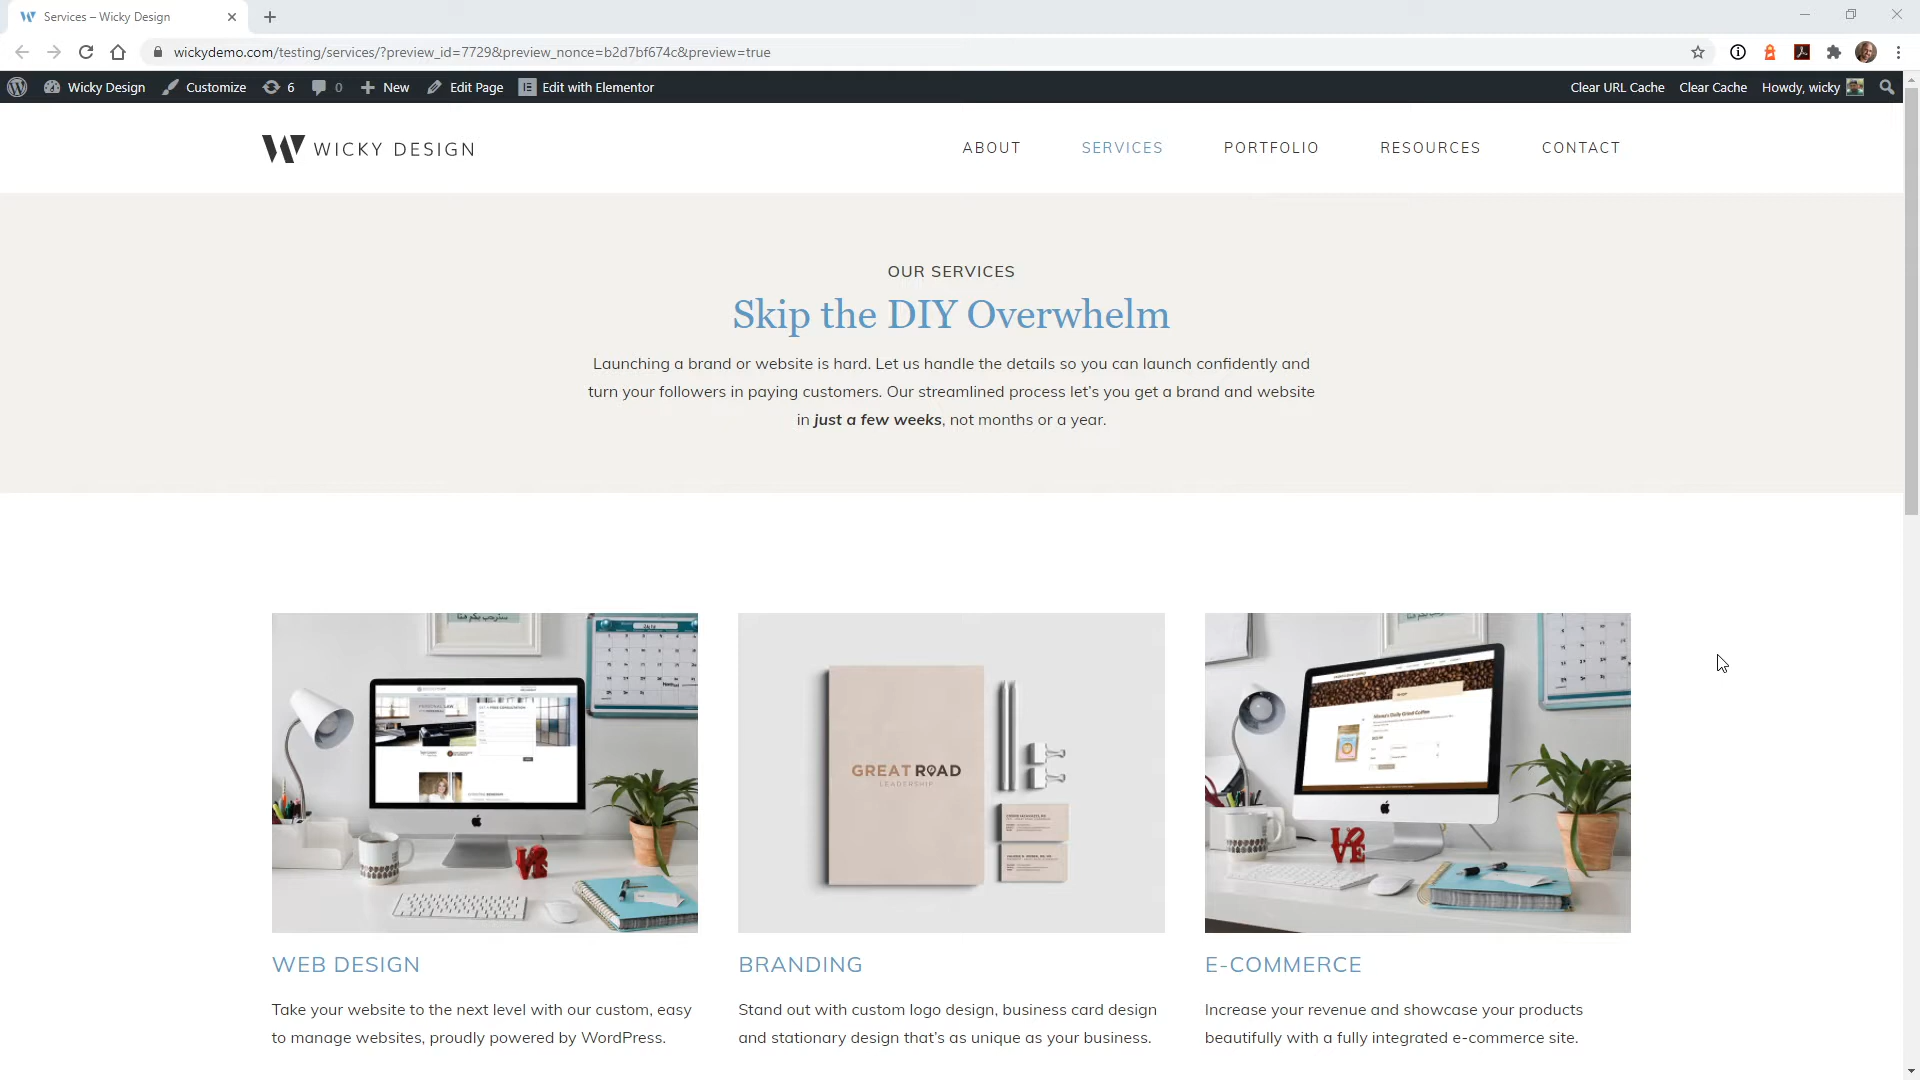 Services – Wicky Design
wickydemo.com/testing/services/?preview_id=7729&preview_nonce=b2d7bf674c&preview=true
Wicky Design
Customize
6
0
New
Edit Page
Edit with Elementor
Clear URL Cache
Clear Cache
Howdy, wicky
WICKY DESIGN
ABOUT
SERVICES
PORTFOLIO
RESOURCES
CONTACT
OUR SERVICES
Skip the DIY Overwhelm
Launching a brand or website is hard. Let us handle the details so you can launch confidently and
turn your followers in paying customers. Our streamlined process let's you get a brand and website
in just a few weeks, not months or a year.
GREAT ROAD
LEADERSHIP
LOVE
LOVE
WEB DESIGN
Take your website to the next level with our custom, easy
to manage websites, proudly powered by WordPress.
BRANDING
Stand out with custom logo design, business card design
and stationary design that's as unique as your business.
E-COMMERCE
Increase your revenue and showcase your products
beautifully with a fully integrated e-commerce site.